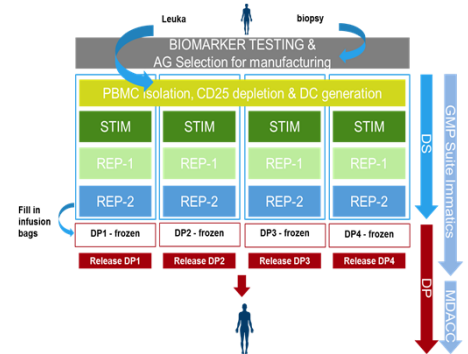 Leuka
biopsy
BIOMARKER TESTING &
AG Selection for manufacturing
PBMC isolation, CD25 depletion & DC generation
STIM STIM STIM STIM
REP-1 REP-1 REP-1 REP-1
REP-2 REP-2 REP-2 REP-2
Fill in
infusion
bags
DP1 - frozen DP2 - frozen DP3 - frozen DP4 - frozen
Release DP1 Release DP2 Release DP3 Release DP4
DS
DP
GMP Suite Immatics
MDACC